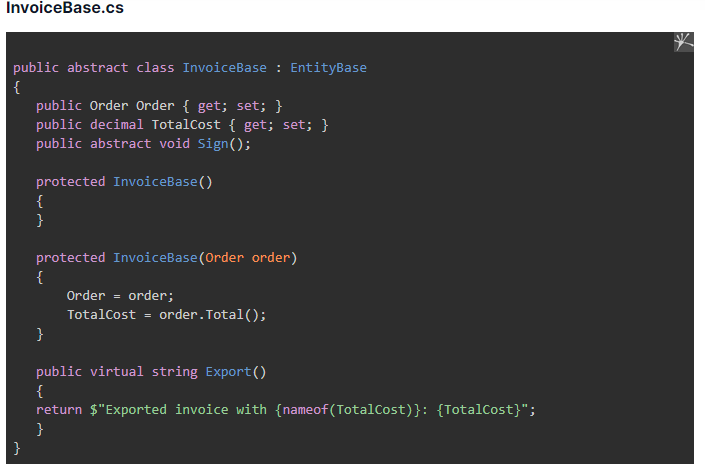 InvoiceBase.cs
public abstract class InvoiceBase : EntityBase
{
public Order Order { get; set; }
public decimal TotalCost { get; set; }
public abstract void Sign();
protected InvoiceBase()
{
}
protected InvoiceBase(Order order)
{
Order = order;
TotalCost = order.Total();
}
public virtual string Export()
{
return $"Exported invoice with {nameof(TotalCost)}: {TotalCost}";
}
}